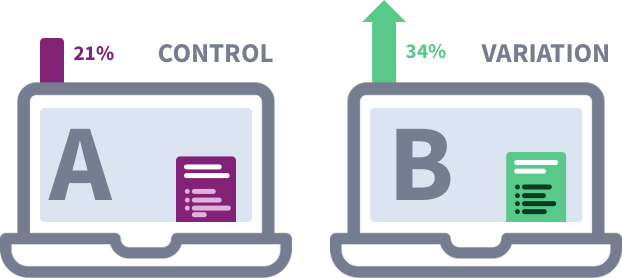 21% CONTROL
34% VARIATION
A
B